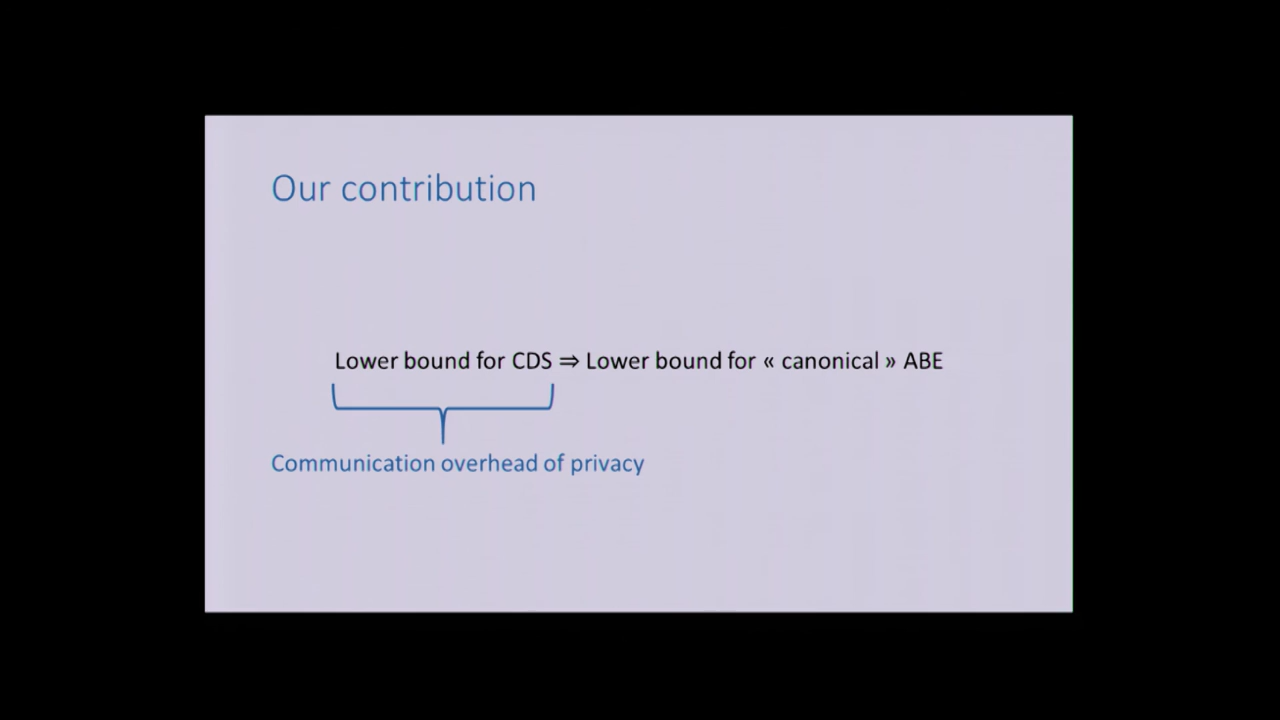 Our contribution
Lower bound for CDS ⇒ Lower bound for « canonical » ABE
Communication overhead of privacy